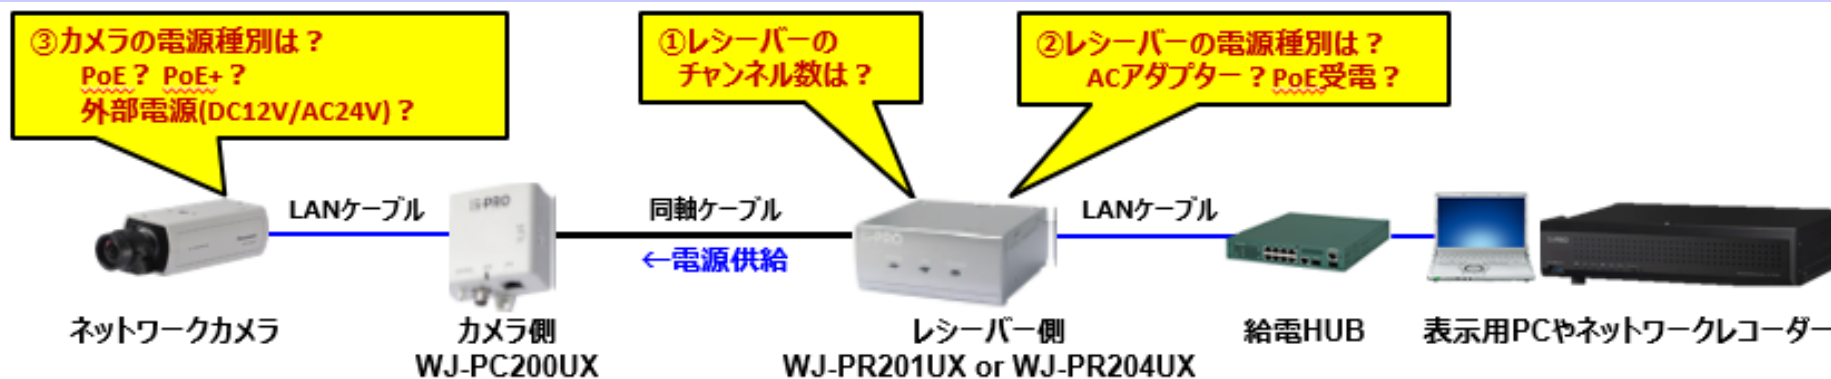 ③カメラの電源種別は？
PoE？ PoE+？
外部電源(DC12V/AC24V)？
①レシーバーの
チャンネル数は？
②レシーバーの電源種別は？
ACアダプター？PoE受電？
LANケーブル
同軸ケーブル
←電源供給
LANケーブル
i-PRO
ネットワークカメラ
カメラ側
WJ-PC200UX
レシーバー側
WJ-PR201UX or WJ-PR204UX
給電HUB
表示用PCやネットワークレコーダー